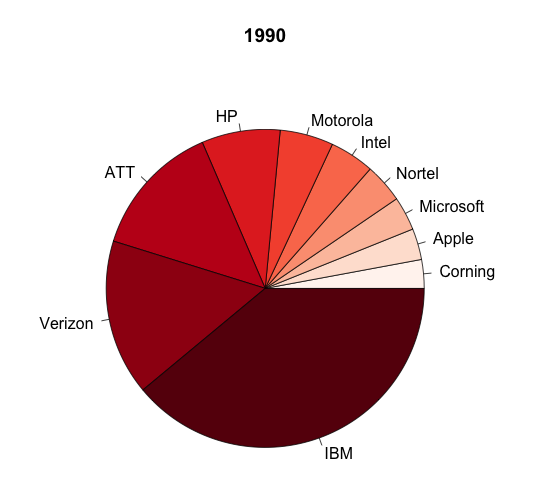 1990
HP
Motorola
Intel
ATT
Nortel
Microsoft
Apple
Corning
Verizon
IBM